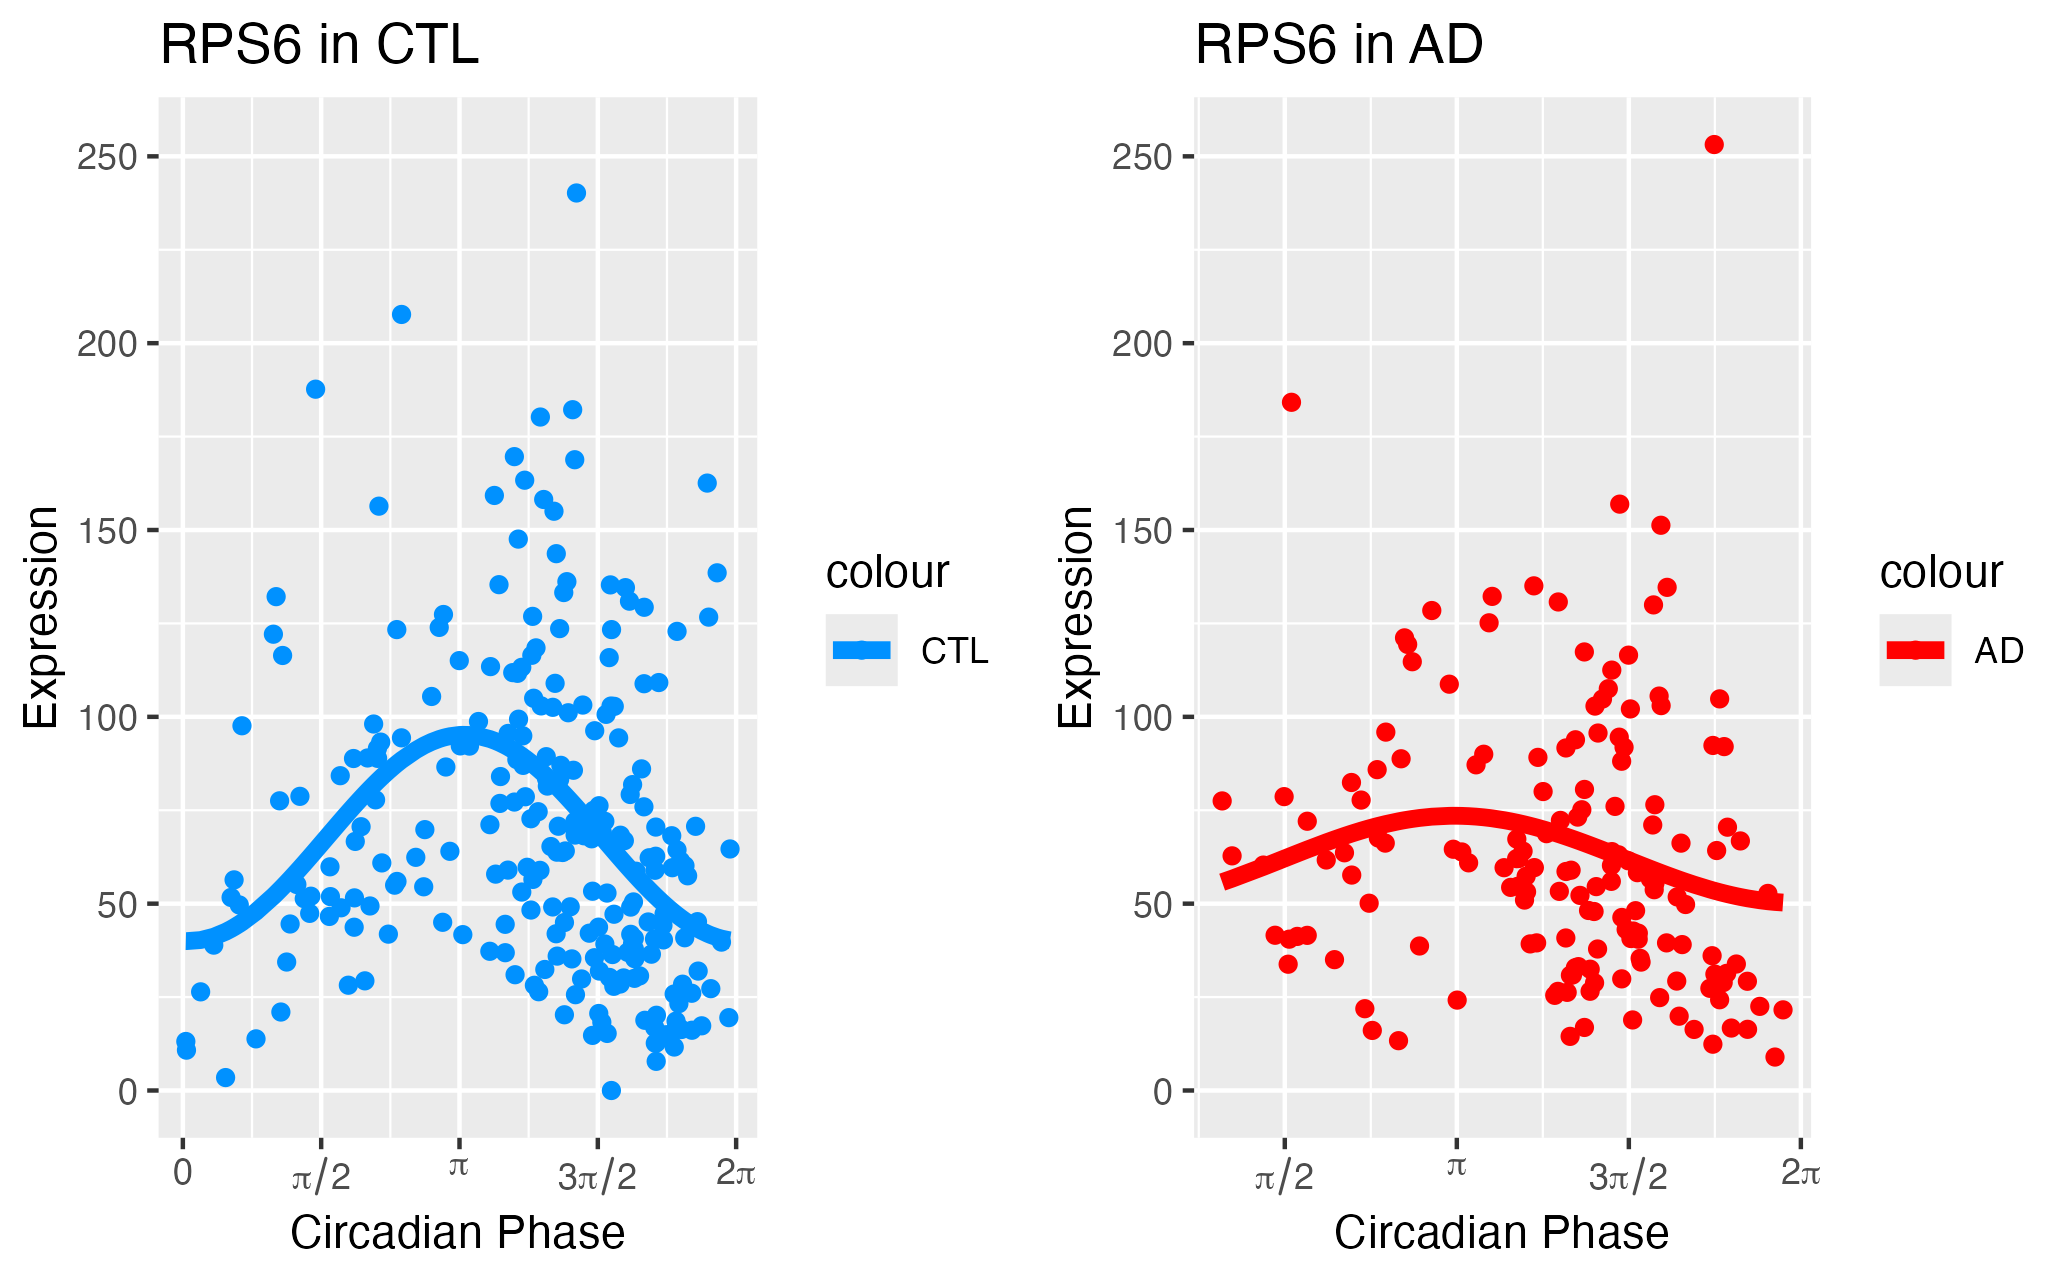 RPS6 in CTL
250
200
150
100
50
0
Expression
0
π/2
π
3π/2
2π
Circadian Phase
colour
CTL
RPS6 in AD
250
200
150
100
50
0
Expression
π/2
π
3π/2
2π
Circadian Phase
colour
AD